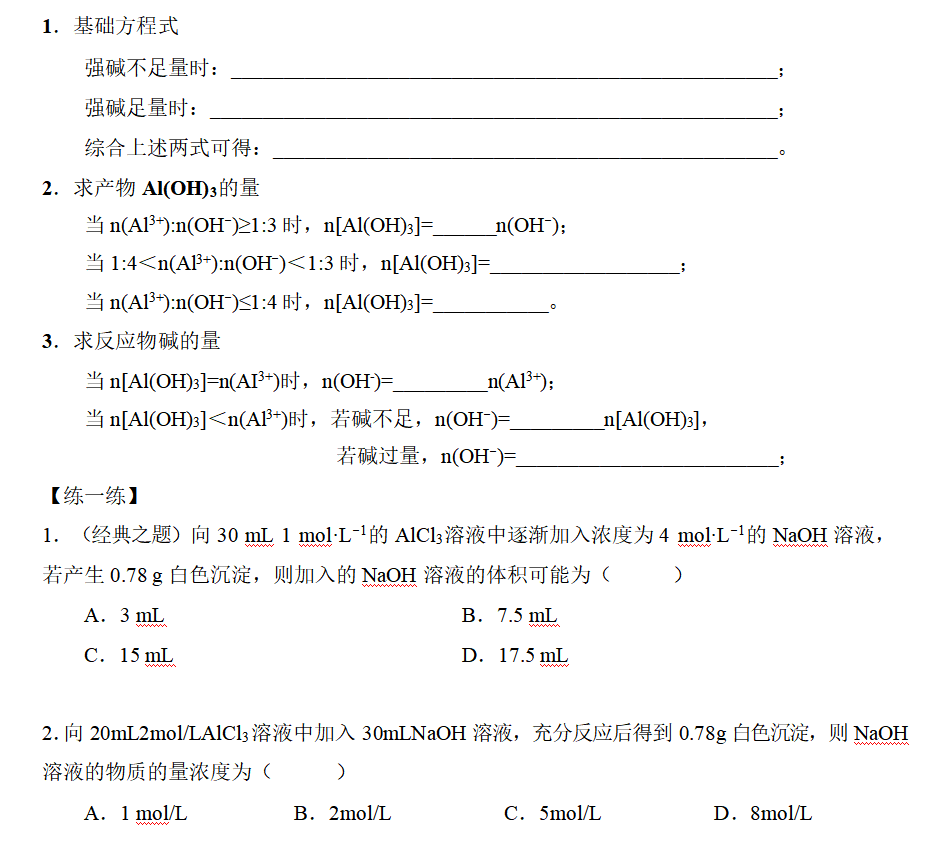 1．基础方程式
强碱不足量时：____________________；
强碱足量时：____________________；
综合上述两式可得：____________________。
2．求产物 Al(OH)₃的量
当 n(Al³⁺):n(OH⁻)≥1:3 时，n[Al(OH)₃]=______n(OH⁻)；
当 1:4＜n(Al³⁺):n(OH⁻)＜1:3 时，n[Al(OH)₃]=__________________；
当 n(Al³⁺):n(OH⁻)≤1:4 时，n[Al(OH)₃]=___________。
3．求反应物碱的量
当 n[Al(OH)₃]=n(AI³⁺)时，n(OH⁻)=_________n(Al³⁺)；
当 n[Al(OH)₃]＜n(Al³⁺)时，若碱不足，n(OH⁻)=_________n[Al(OH)₃]，
若碱过量，n(OH⁻)=_________________________；
【练一练】
1．（经典之题）向 30 mL 1 mol·L⁻¹的 AlCl₃溶液中逐渐加入浓度为 4 mol·L⁻¹的 NaOH 溶液，
若产生 0.78 g 白色沉淀，则加入的 NaOH 溶液的体积可能为（　　）
A．3 mL　B．7.5 mL
C．15 mL　D．17.5 mL
2. 向 20mL2mol/LAlCl₃溶液中加入 30mLNaOH 溶液，充分反应后得到 0.78g 白色沉淀，则 NaOH
溶液的物质的量浓度为（　　）
A．1 mol/L　B．2mol/L　C．5mol/L　D．8mol/L